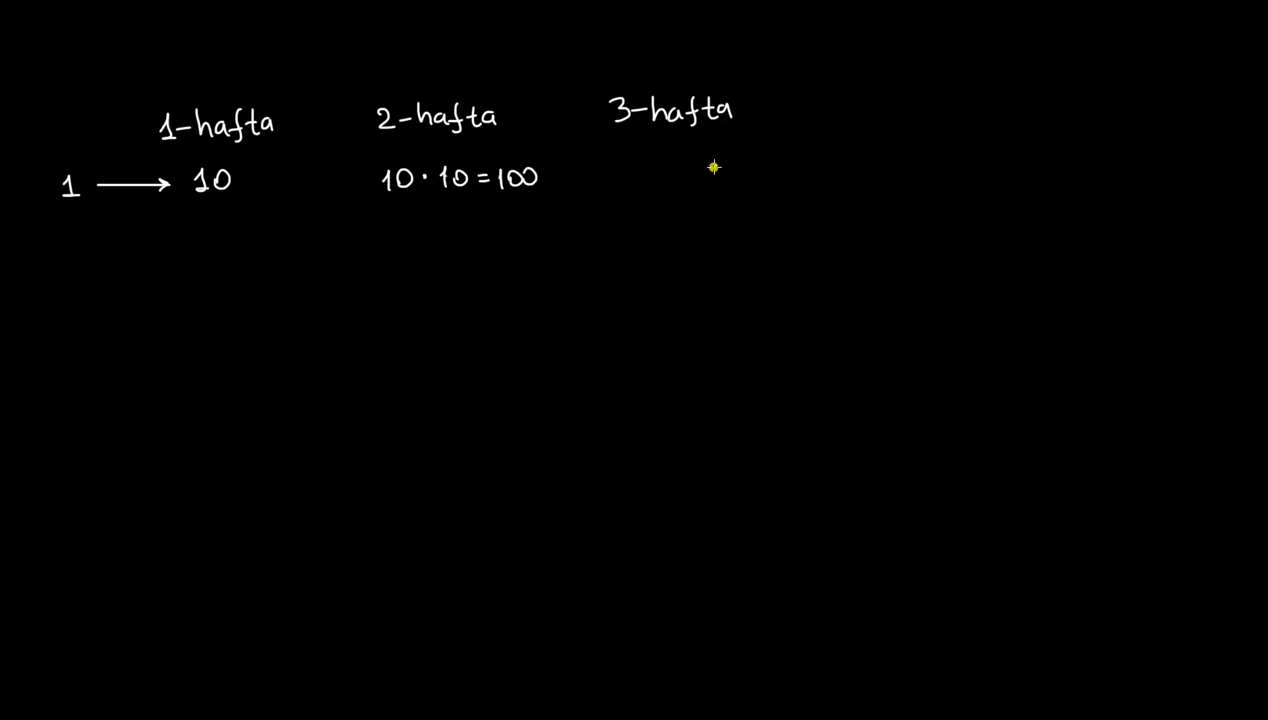 1-hafta 2-hafta 3-hafta
1 ⟶ 10 10 · 10 = 100